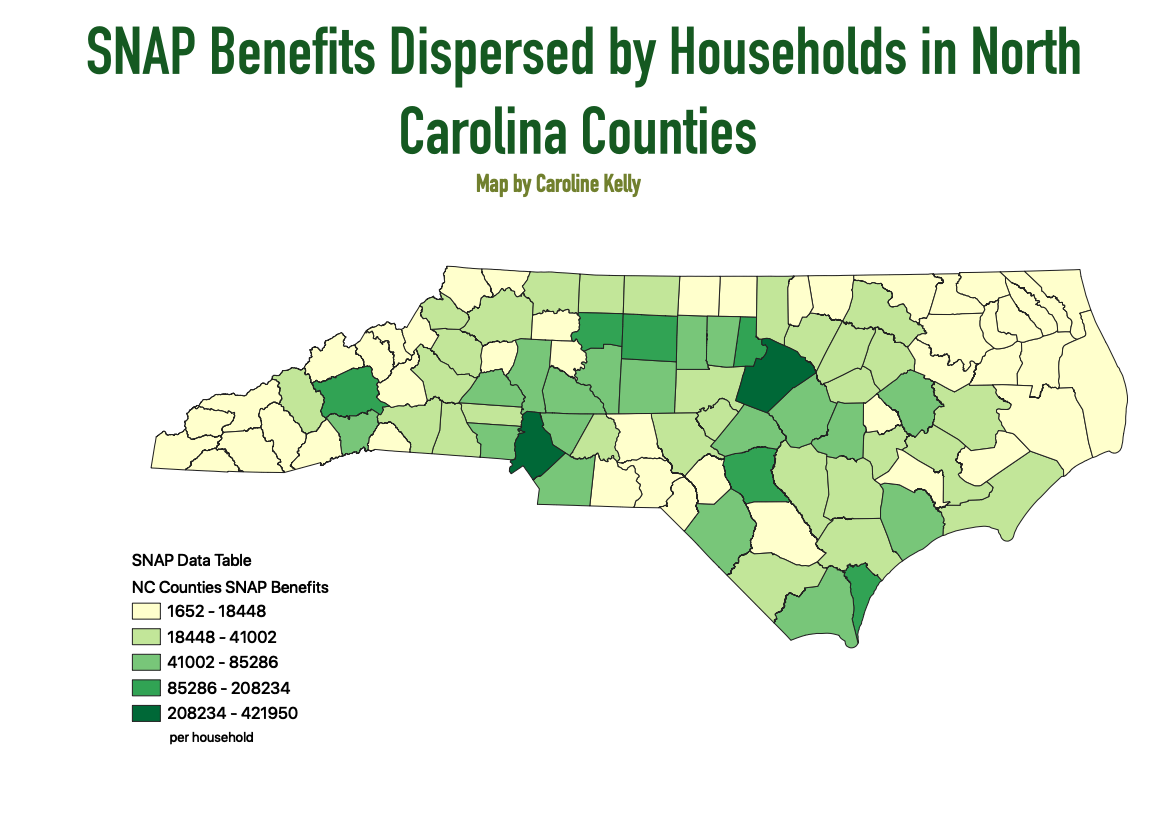 SNAP Benefits Dispersed by Households in North
Carolina Counties
Map by Caroline Kelly
SNAP Data Table
NC Counties SNAP Benefits
1652 - 18448
18448 - 41002
41002 - 85286
85286 - 208234
208234 - 421950
per household